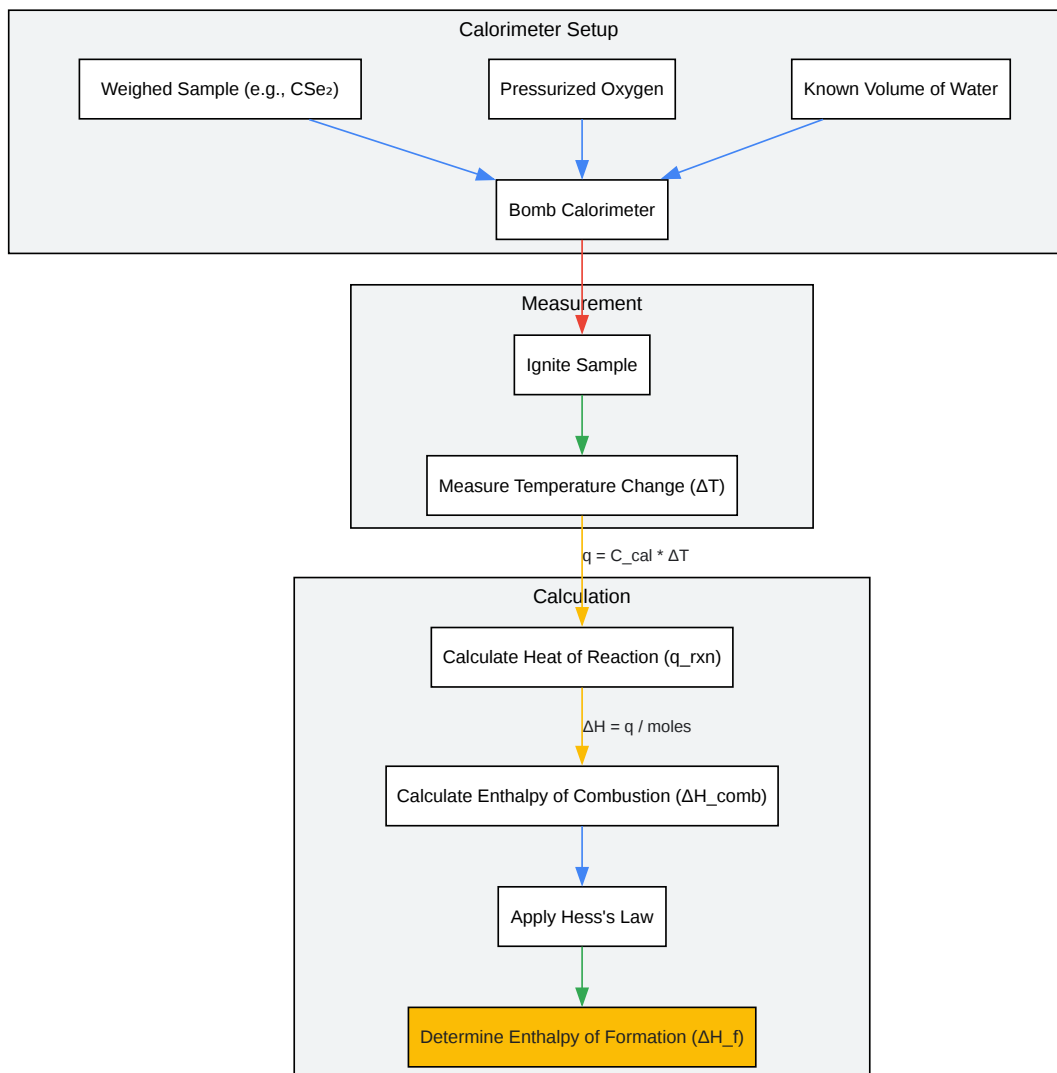 Calorimeter Setup
Weighed Sample (e.g., CSe₂)
Pressurized Oxygen
Known Volume of Water
Bomb Calorimeter
Measurement
Ignite Sample
Measure Temperature Change (ΔT)
q = C_cal * ΔT
Calculation
Calculate Heat of Reaction (q_rxn)
ΔH = q / moles
Calculate Enthalpy of Combustion (ΔH_comb)
Apply Hess's Law
Determine Enthalpy of Formation (ΔH_f)